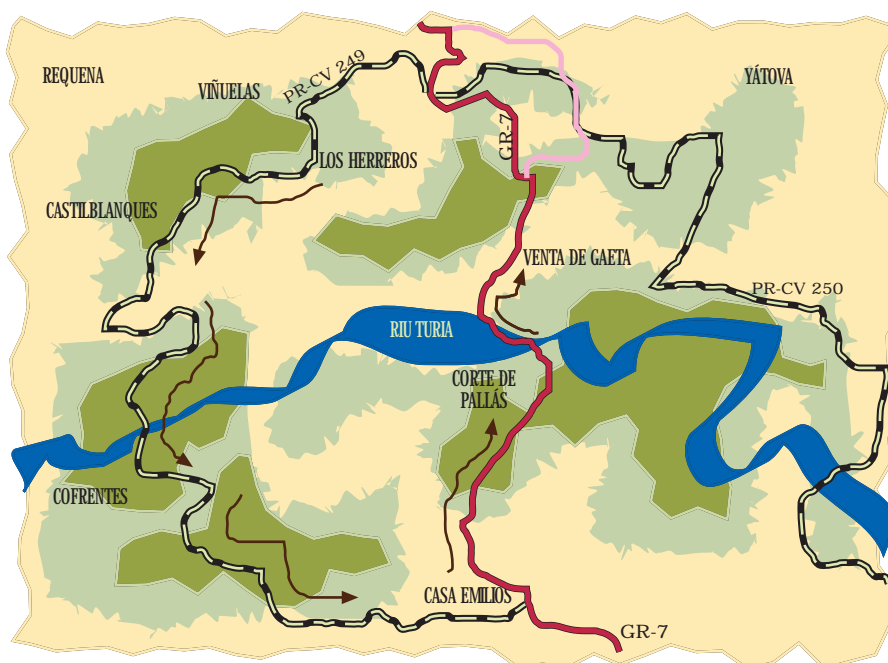 REQUENA
VIÑUELAS
PR-CV 249
YÁTOVA
GR-7
LOS HERREROS
CASTILBLANQUES
VENTA DE GAETA
PR-CV 250
RIU TURIA
CORTE DE
PALLÁS
COFRENTES
CASA EMILIOS
GR-7